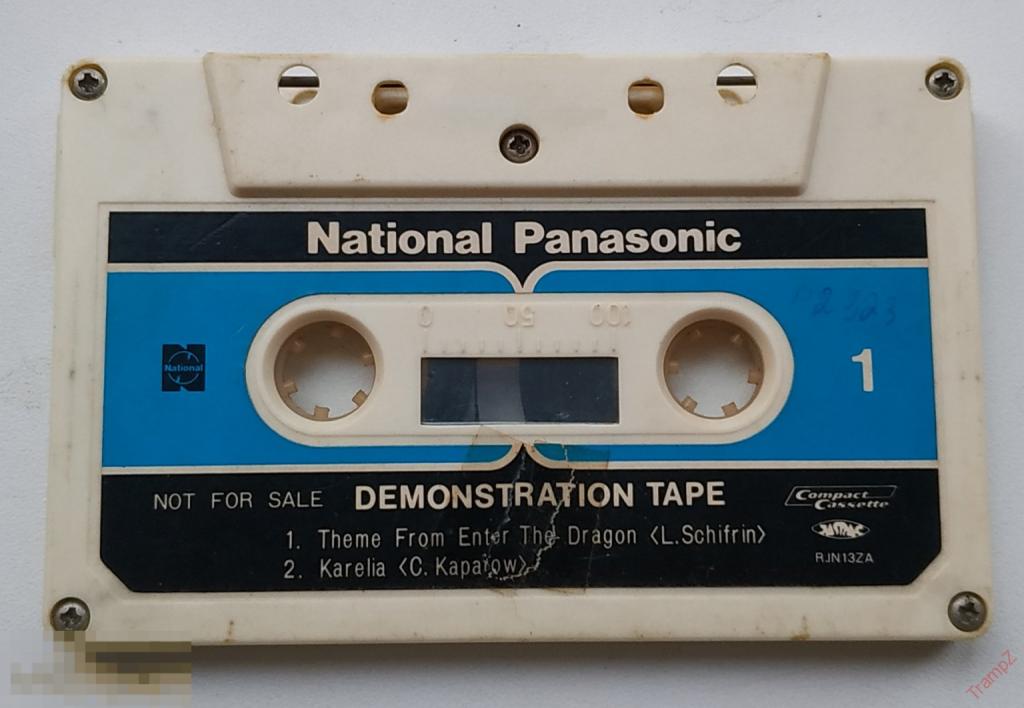 National Panasonic
0 50 100
National
1
NOT FOR SALE DEMONSTRATION TAPE
Compact
Cassette
1. Theme From Enter The Dragon <L.Schifrin>
JASRAC
2. Karelia <C. Kaparow>
RJN13ZA
TrampZ